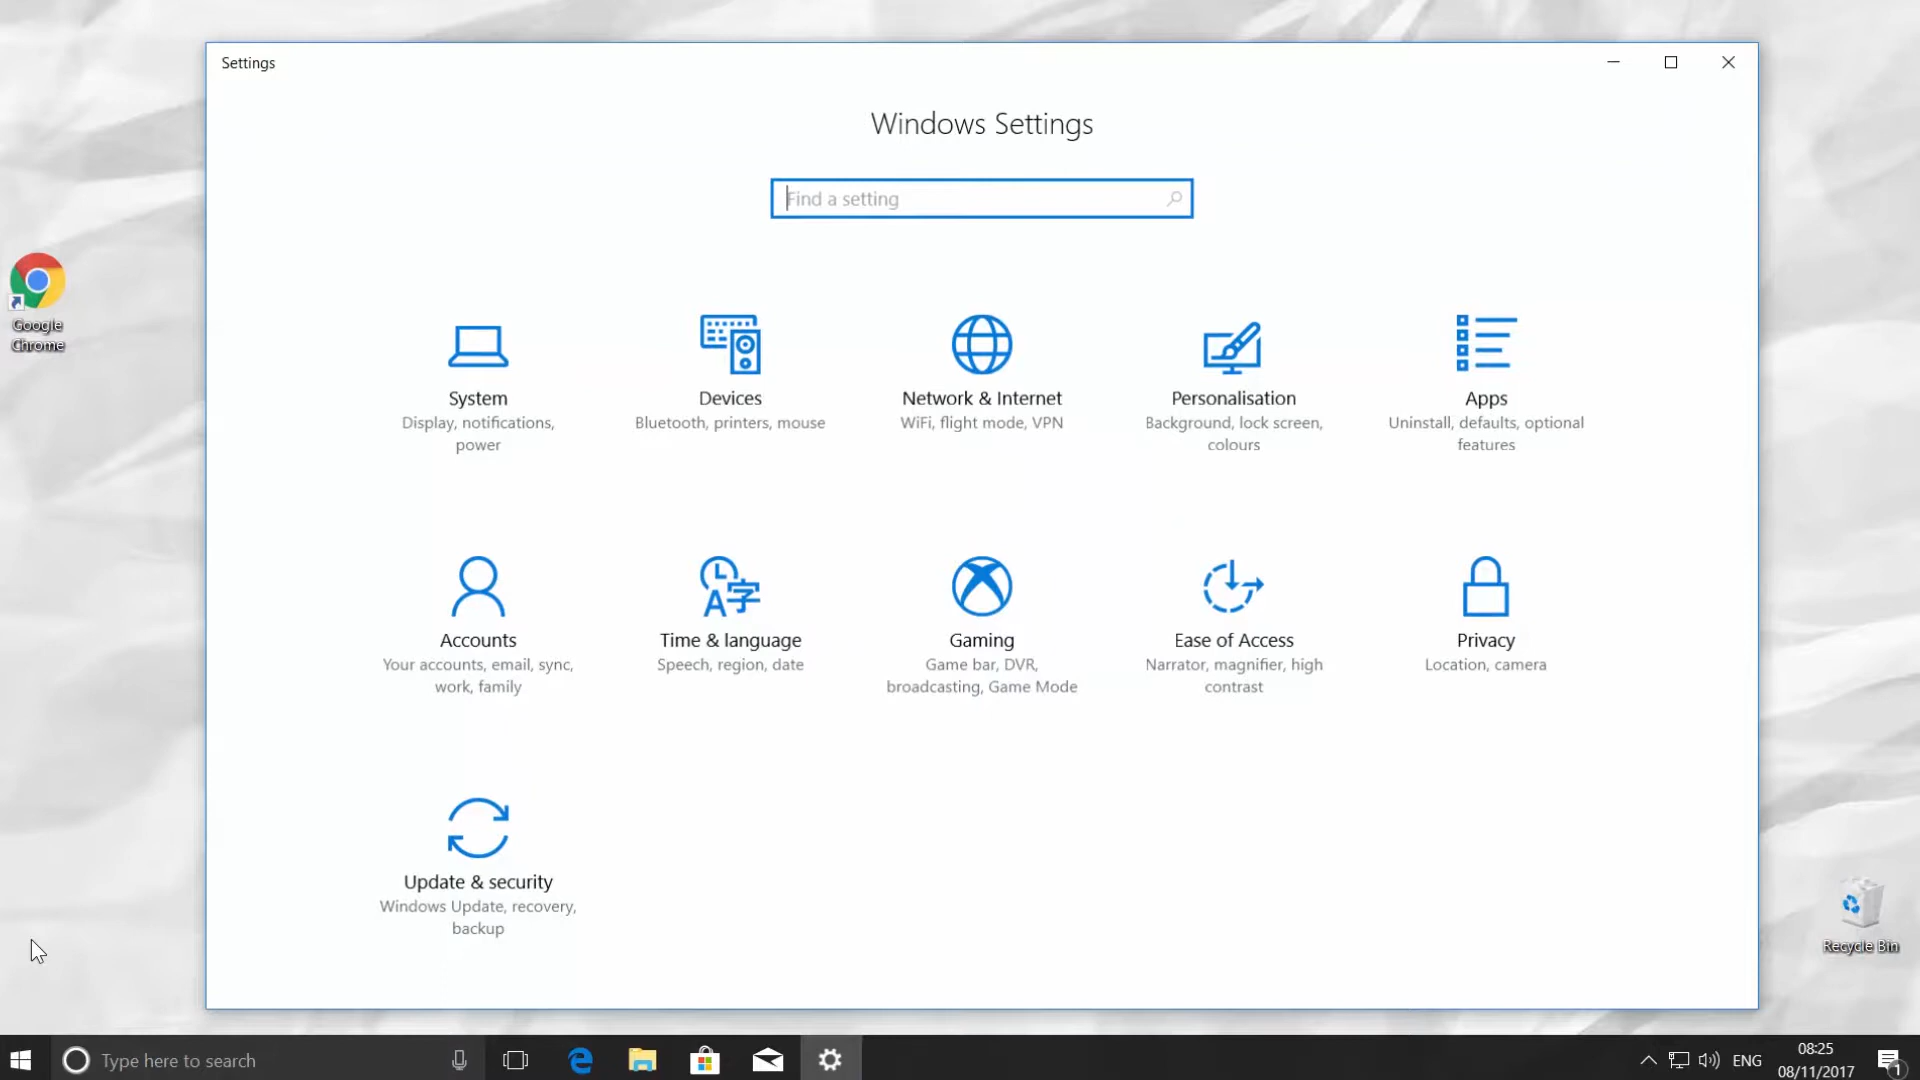 Settings
Windows Settings
Find a setting
System
Display, notifications,
power
Devices
Bluetooth, printers, mouse
Network & Internet
WiFi, flight mode, VPN
Personalisation
Background, lock screen,
colours
Apps
Uninstall, defaults, optional
features
Accounts
Your accounts, email, sync,
work, family
Time & language
Speech, region, date
Gaming
Game bar, DVR,
broadcasting, Game Mode
Ease of Access
Narrator, magnifier, high
contrast
Privacy
Location, camera
Update & security
Windows Update, recovery,
backup
Google
Chrome
Recycle Bin
Type here to search
ENG
08:25
08/11/2017
1